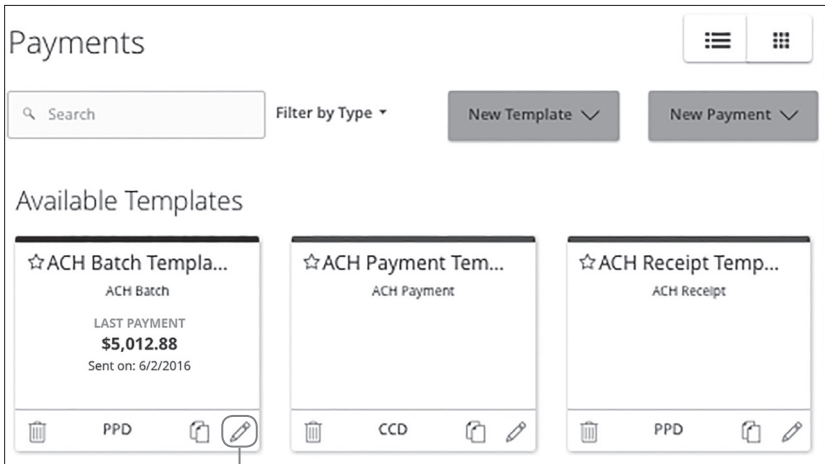 Payments
Search
Filter by Type
New Template
New Payment
Available Templates
ACH Batch Templa...
ACH Batch
LAST PAYMENT
$5,012.88
Sent on: 6/2/2016
PPD
ACH Payment Tem...
ACH Payment
CCD
ACH Receipt Temp...
ACH Receipt
PPD